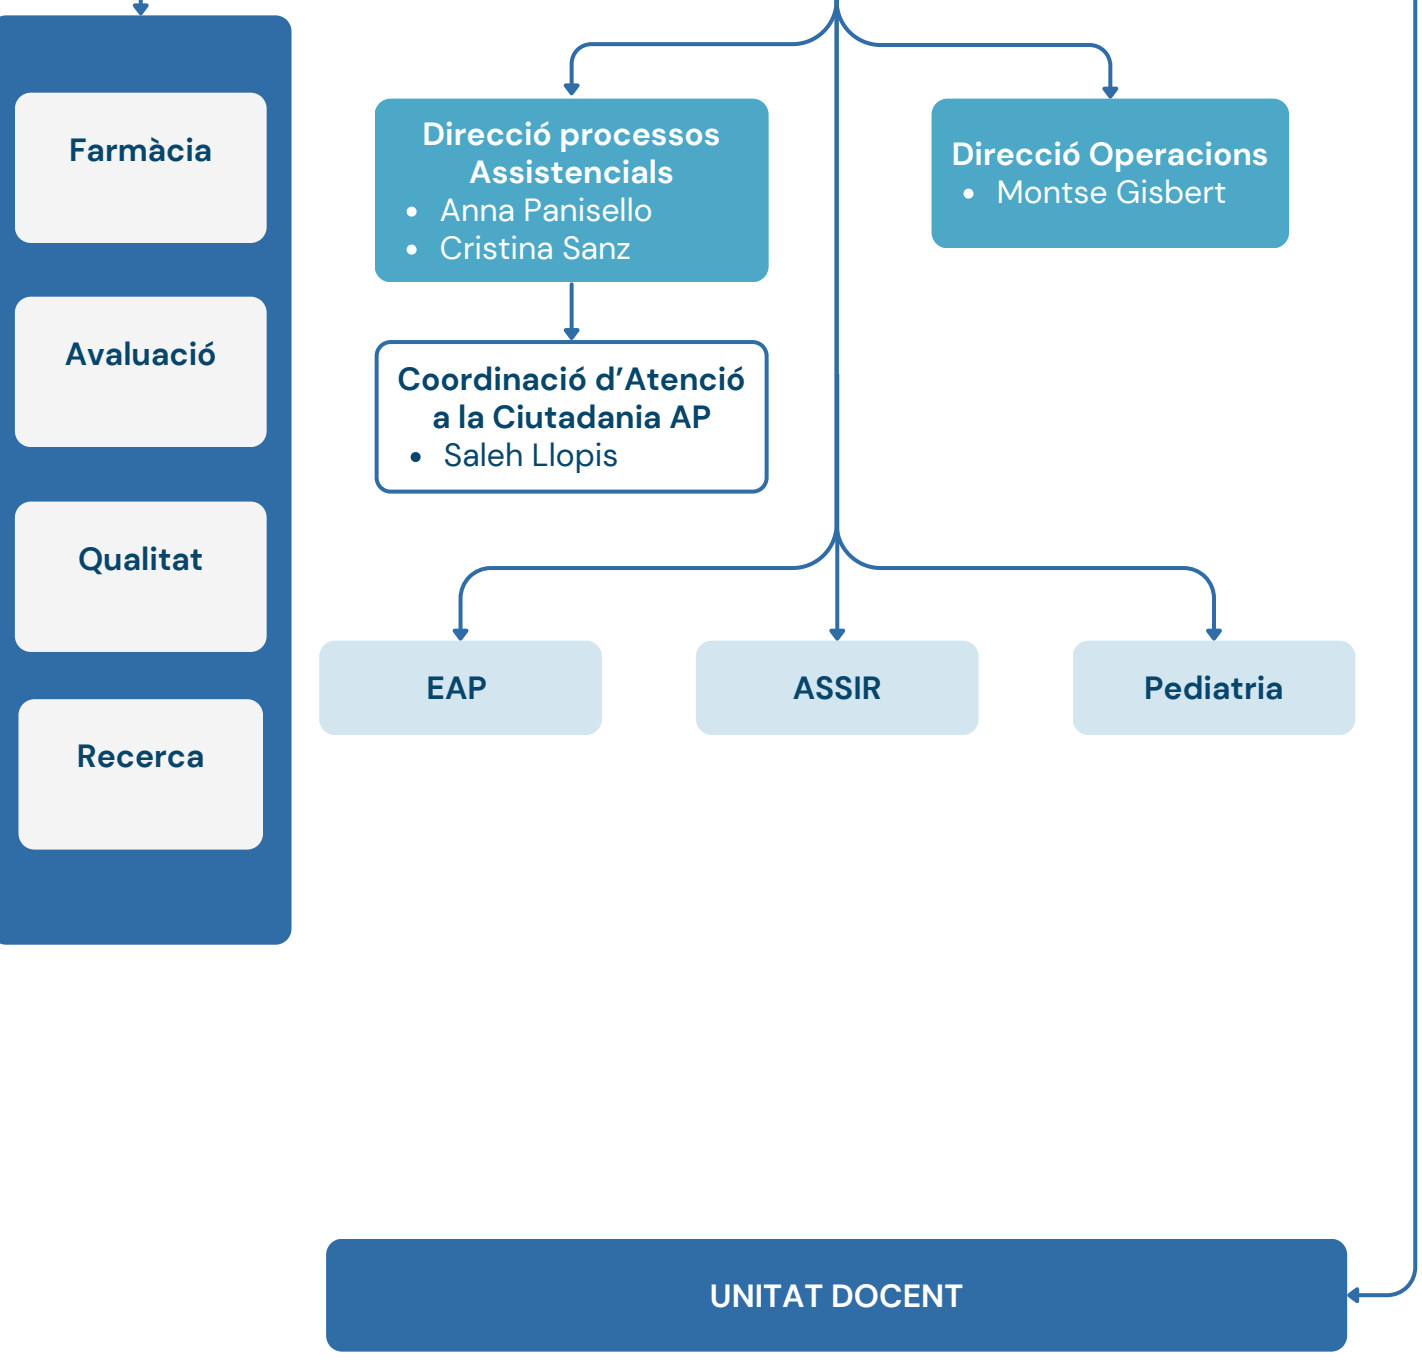 Farmàcia
Avaluació
Qualitat
Recerca
Direcció processos
Assistencials
• Anna Panisello
• Cristina Sanz
Direcció Operacions
• Montse Gisbert
Coordinació d’Atenció
a la Ciutadania AP
• Saleh Llopis
EAP
ASSIR
Pediatria
UNITAT DOCENT